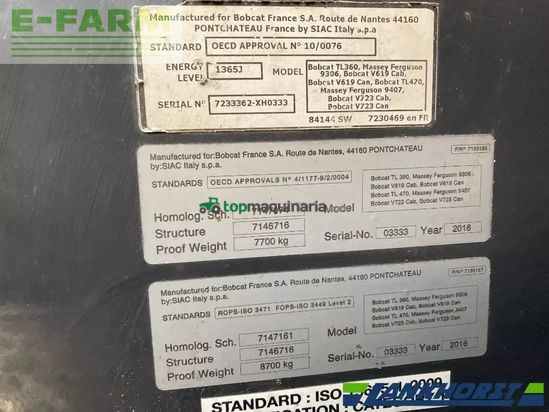 E-FARM
Manufactured for Bobcat France S.A. Route de Nantes 44160
PONTCHATEAU France by SIAC Italy s.p.a
STANDARD OECD APPROVAL N° 10/0076
ENERGY LEVEL 1365J
MODEL Bobcat TL360, Massey Ferguson
9306, Bobcat V619 Cab,
Bobcat V619 Can, Bobcat TL470,
Massey Ferguson 9407,
Bobcat V723 Cab,
Bobcat V723 Can
SERIAL N° 7233362-XH0333
84144 SW 7230469 en FR
Manufactured for:Bobcat France S.A. Route de Nantes, 44160 PONTCHATEAU
by:SIAC Italy s.p.a.
STANDARDS OECD APPROVALS N° 4/1177-9/2/0004
Bobcat TL 360, Massey Ferguson 9306
Bobcat V619 Cab, Bobcat V619 Can
Bobcat TL 470, Massey Ferguson 9407
Bobcat V723 Cab, Bobcat V723 Can
topmaquinaria
Homolog. Sch. Model
Structure 7146716
Proof Weight 7700 kg
Serial-No. 03333 Year 2016
Manufactured for:Bobcat France S.A. Route de Nantes, 44160 PONTCHATEAU
by:SIAC Italy s.p.a.
STANDARDS ROPS-ISO 3471 FOPS-ISO 3449 Level 2
Bobcat TL 360, Massey Ferguson 9306
Bobcat V619 Cab, Bobcat V619 Can
Bobcat TL 470, Massey Ferguson 9407
Bobcat V723 Cab, Bobcat V723 Can
Homolog. Sch. 7147161 Model
Structure 7146716
Proof Weight 8700 kg
Serial-No. 03333 Year 2016
STANDARD : ISO
TANKHORST